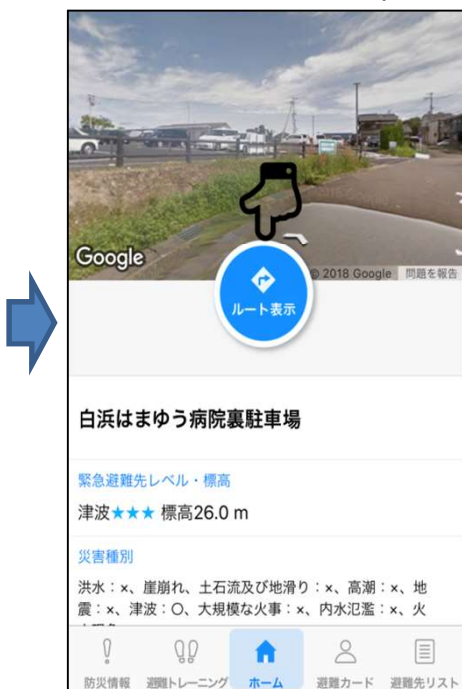 Google
© 2018 Google 問題を報告
ルート表示
白浜はまゆう病院裏駐車場
緊急避難先レベル・標高
津波★★★ 標高26.0 m
災害種別
洪水：×、崖崩れ、土石流及び地滑り：×、高潮：×、地
震：×、津波：○、大規模な火事：×、内水氾濫：×、火
防災情報 避難トレーニング ホーム 避難カード 避難先リスト